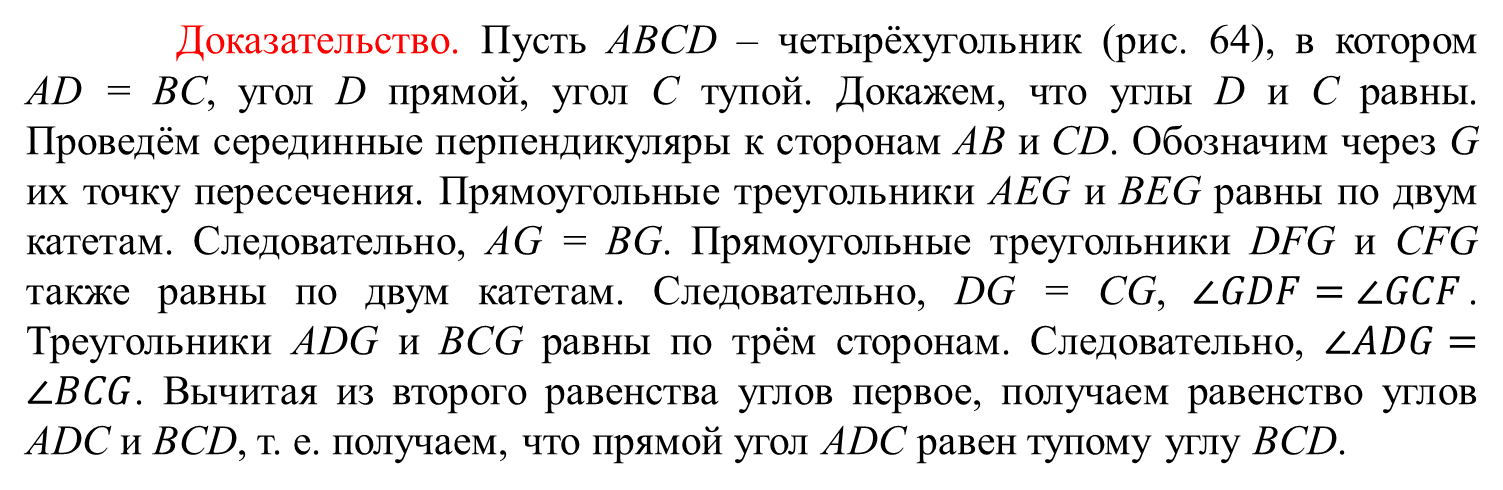 Доказательство. Пусть ABCD – четырёхугольник (рис. 64), в котором
AD = BC, угол D прямой, угол C тупой. Докажем, что углы D и C равны.
Проведём серединные перпендикуляры к сторонам AB и CD. Обозначим через G
их точку пересечения. Прямоугольные треугольники AEG и BEG равны по двум
катетам. Следовательно, AG = BG. Прямоугольные треугольники DFG и CFG
также равны по двум катетам. Следовательно, DG = CG, ∠GDF = ∠GCF.
Треугольники ADG и BCG равны по трём сторонам. Следовательно, ∠ADG =
∠BCG. Вычитая из второго равенства углов первое, получаем равенство углов
ADC и BCD, т. е. получаем, что прямой угол ADC равен тупому углу BCD.